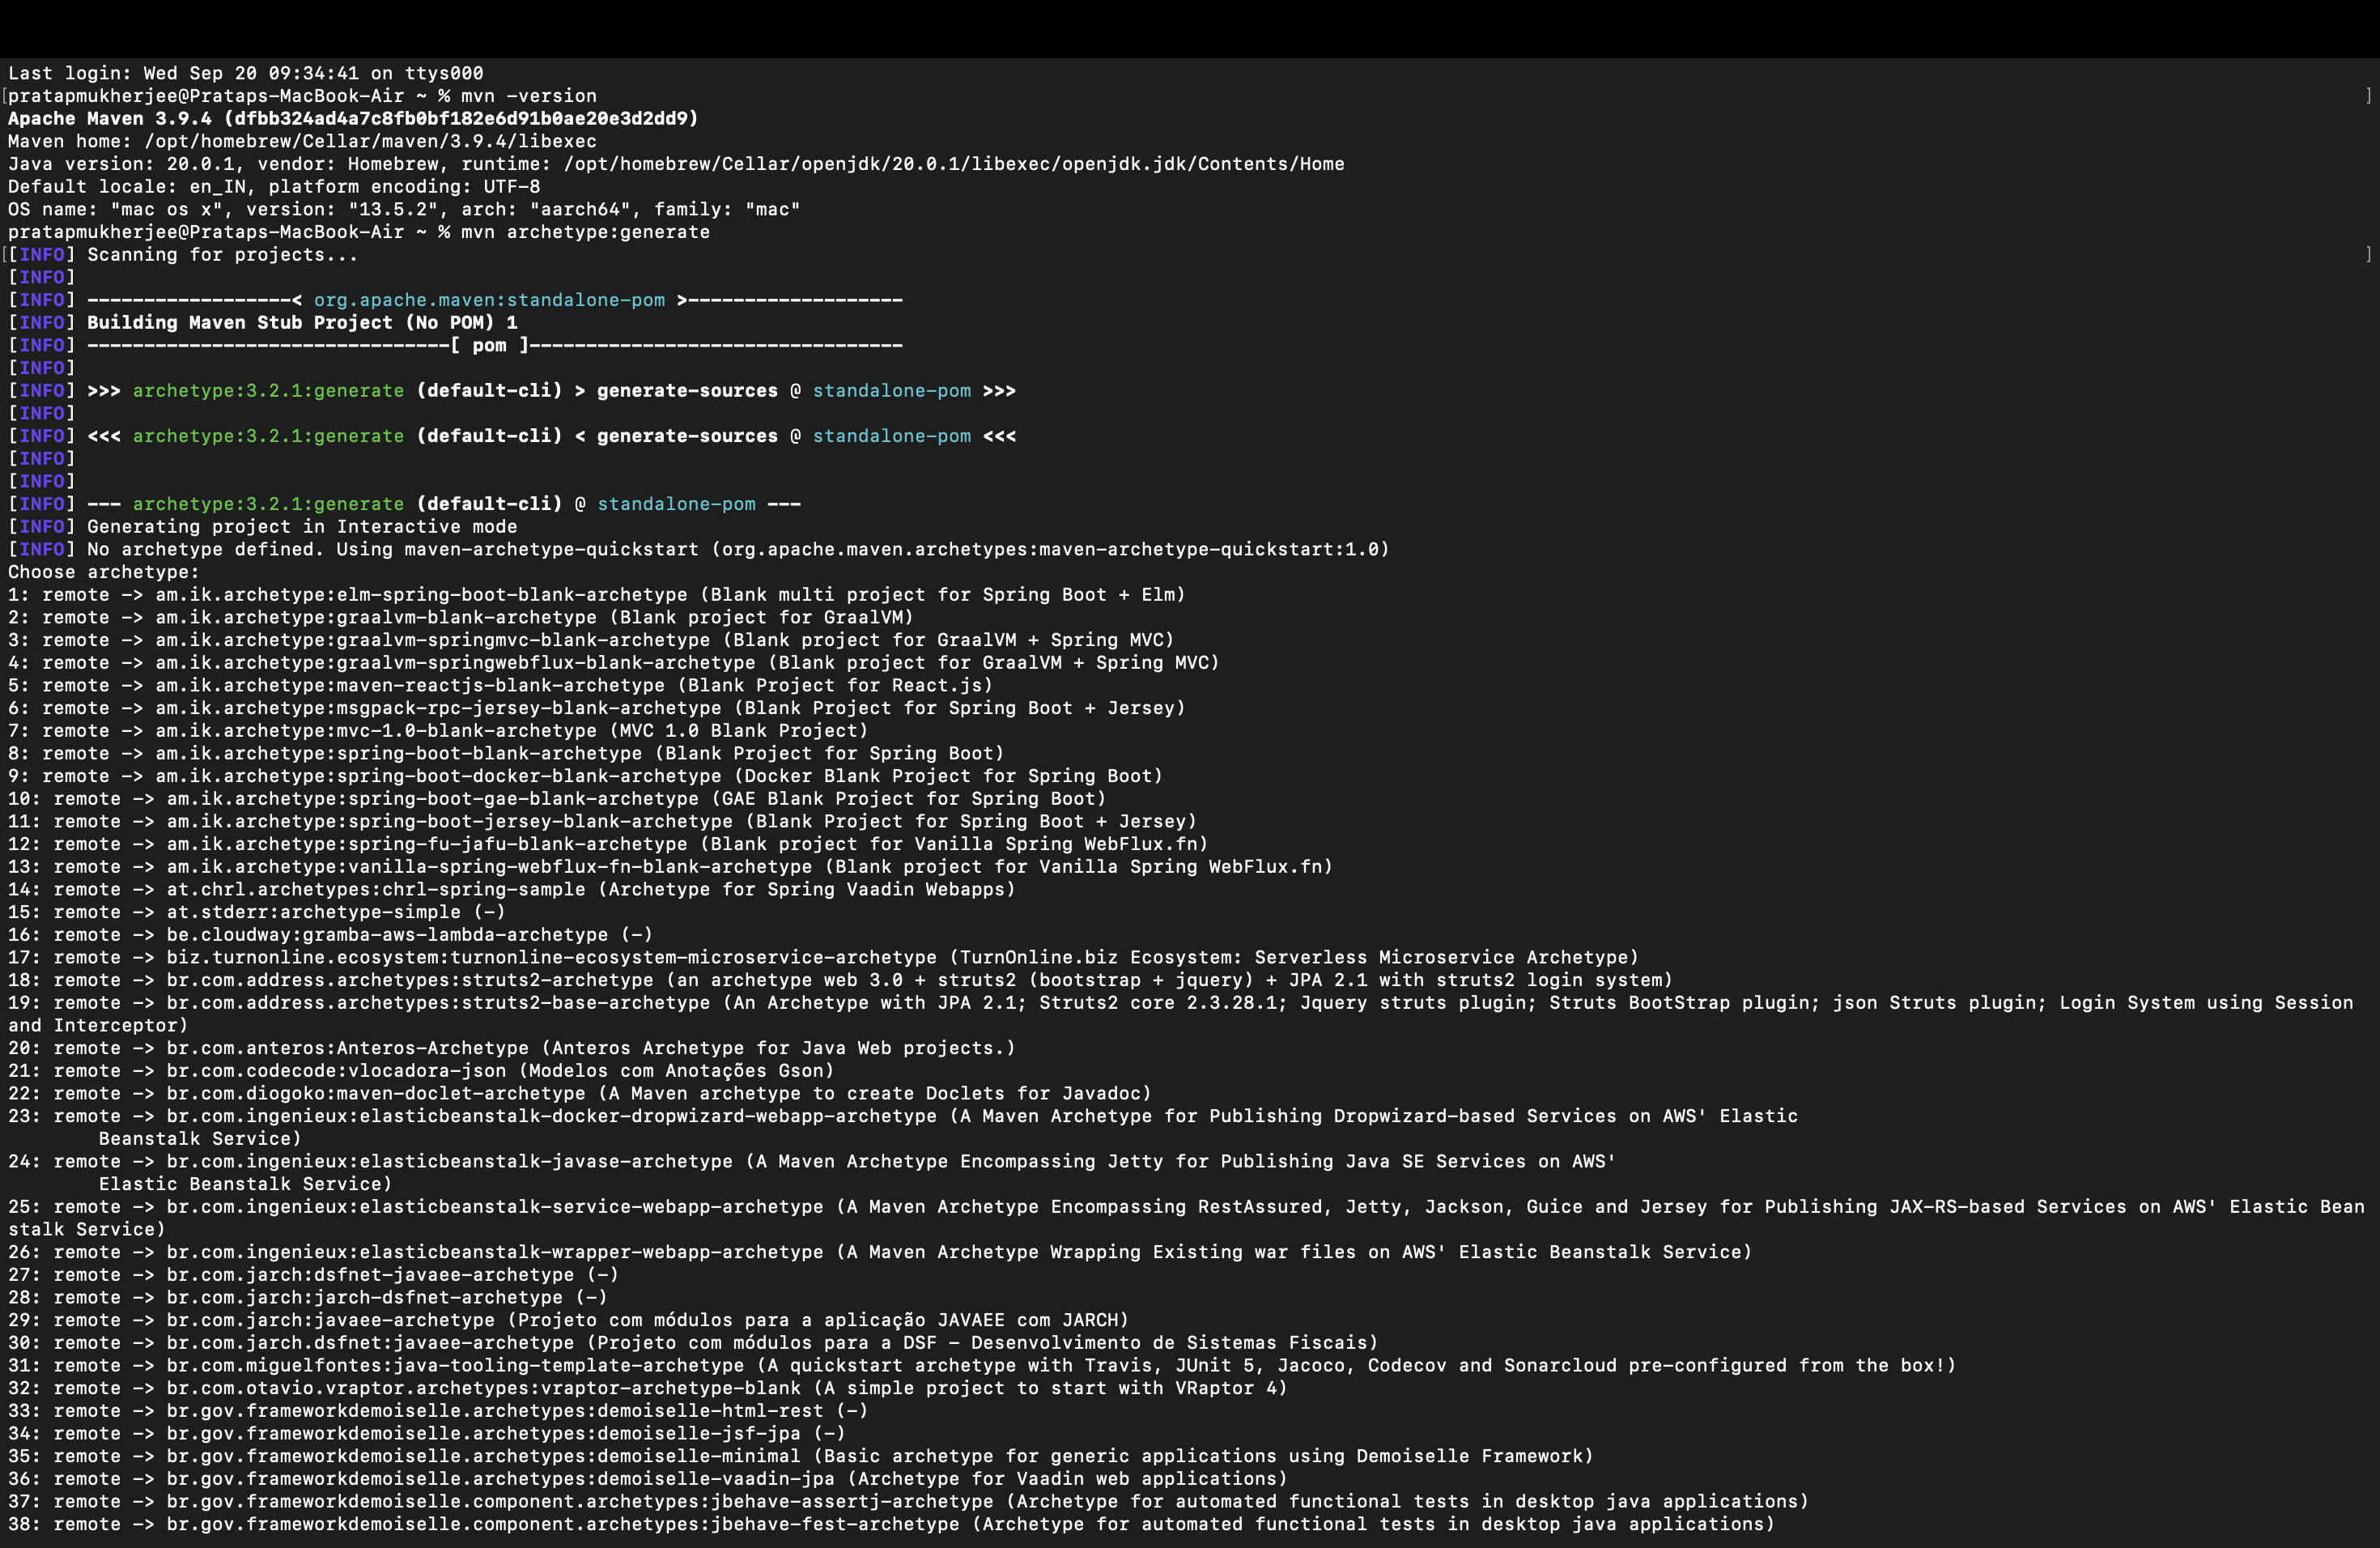 Last login: Wed Sep 20 09:34:41 on ttys000
[pratapmukherjee@Prataps-MacBook-Air ~ % mvn -version ]
Apache Maven 3.9.4 (dfbb324ad4a7c8fb0bf182e6d91b0ae20e3d2dd9)
Maven home: /opt/homebrew/Cellar/maven/3.9.4/libexec
Java version: 20.0.1, vendor: Homebrew, runtime: /opt/homebrew/Cellar/openjdk/20.0.1/libexec/openjdk.jdk/Contents/Home
Default locale: en_IN, platform encoding: UTF-8
OS name: "mac os x", version: "13.5.2", arch: "aarch64", family: "mac"
pratapmukherjee@Prataps-MacBook-Air ~ % mvn archetype:generate
[[INFO] Scanning for projects... ]
[INFO]
[INFO] ------------------< org.apache.maven:standalone-pom >-------------------
[INFO] Building Maven Stub Project (No POM) 1
[INFO] --------------------------------[ pom ]---------------------------------
[INFO]
[INFO] >>> archetype:3.2.1:generate (default-cli) > generate-sources @ standalone-pom >>>
[INFO]
[INFO] <<< archetype:3.2.1:generate (default-cli) < generate-sources @ standalone-pom <<<
[INFO]
[INFO]
[INFO] --- archetype:3.2.1:generate (default-cli) @ standalone-pom ---
[INFO] Generating project in Interactive mode
[INFO] No archetype defined. Using maven-archetype-quickstart (org.apache.maven.archetypes:maven-archetype-quickstart:1.0)
Choose archetype:
1: remote -> am.ik.archetype:elm-spring-boot-blank-archetype (Blank multi project for Spring Boot + Elm)
2: remote -> am.ik.archetype:graalvm-blank-archetype (Blank project for GraalVM)
3: remote -> am.ik.archetype:graalvm-springmvc-blank-archetype (Blank project for GraalVM + Spring MVC)
4: remote -> am.ik.archetype:graalvm-springwebflux-blank-archetype (Blank project for GraalVM + Spring MVC)
5: remote -> am.ik.archetype:maven-reactjs-blank-archetype (Blank Project for React.js)
6: remote -> am.ik.archetype:msgpack-rpc-jersey-blank-archetype (Blank Project for Spring Boot + Jersey)
7: remote -> am.ik.archetype:mvc-1.0-blank-archetype (MVC 1.0 Blank Project)
8: remote -> am.ik.archetype:spring-boot-blank-archetype (Blank Project for Spring Boot)
9: remote -> am.ik.archetype:spring-boot-docker-blank-archetype (Docker Blank Project for Spring Boot)
10: remote -> am.ik.archetype:spring-boot-gae-blank-archetype (GAE Blank Project for Spring Boot)
11: remote -> am.ik.archetype:spring-boot-jersey-blank-archetype (Blank Project for Spring Boot + Jersey)
12: remote -> am.ik.archetype:spring-fu-jafu-blank-archetype (Blank project for Vanilla Spring WebFlux.fn)
13: remote -> am.ik.archetype:vanilla-spring-webflux-fn-blank-archetype (Blank project for Vanilla Spring WebFlux.fn)
14: remote -> at.chrl.archetypes:chrl-spring-sample (Archetype for Spring Vaadin Webapps)
15: remote -> at.stderr:archetype-simple (-)
16: remote -> be.cloudway:gramba-aws-lambda-archetype (-)
17: remote -> biz.turnonline.ecosystem:turnonline-ecosystem-microservice-archetype (TurnOnline.biz Ecosystem: Serverless Microservice Archetype)
18: remote -> br.com.address.archetypes:struts2-archetype (an archetype web 3.0 + struts2 (bootstrap + jquery) + JPA 2.1 with struts2 login system)
19: remote -> br.com.address.archetypes:struts2-base-archetype (An Archetype with JPA 2.1; Struts2 core 2.3.28.1; Jquery struts plugin; Struts BootStrap plugin; json Struts plugin; Login System using Session
and Interceptor)
20: remote -> br.com.anteros:Anteros-Archetype (Anteros Archetype for Java Web projects.)
21: remote -> br.com.codecode:vlocadora-json (Modelos com Anotações Gson)
22: remote -> br.com.diogoko:maven-doclet-archetype (A Maven archetype to create Doclets for Javadoc)
23: remote -> br.com.ingenieux:elasticbeanstalk-docker-dropwizard-webapp-archetype (A Maven Archetype for Publishing Dropwizard-based Services on AWS' Elastic
        Beanstalk Service)
24: remote -> br.com.ingenieux:elasticbeanstalk-javase-archetype (A Maven Archetype Encompassing Jetty for Publishing Java SE Services on AWS'
        Elastic Beanstalk Service)
25: remote -> br.com.ingenieux:elasticbeanstalk-service-webapp-archetype (A Maven Archetype Encompassing RestAssured, Jetty, Jackson, Guice and Jersey for Publishing JAX-RS-based Services on AWS' Elastic Bean
stalk Service)
26: remote -> br.com.ingenieux:elasticbeanstalk-wrapper-webapp-archetype (A Maven Archetype Wrapping Existing war files on AWS' Elastic Beanstalk Service)
27: remote -> br.com.jarch:dsfnet-javaee-archetype (-)
28: remote -> br.com.jarch:jarch-dsfnet-archetype (-)
29: remote -> br.com.jarch:javaee-archetype (Projeto com módulos para a aplicação JAVAEE com JARCH)
30: remote -> br.com.jarch.dsfnet:javaee-archetype (Projeto com módulos para a DSF - Desenvolvimento de Sistemas Fiscais)
31: remote -> br.com.miguelfontes:java-tooling-template-archetype (A quickstart archetype with Travis, JUnit 5, Jacoco, Codecov and Sonarcloud pre-configured from the box!)
32: remote -> br.com.otavio.vraptor.archetypes:vraptor-archetype-blank (A simple project to start with VRaptor 4)
33: remote -> br.gov.frameworkdemoiselle.archetypes:demoiselle-html-rest (-)
34: remote -> br.gov.frameworkdemoiselle.archetypes:demoiselle-jsf-jpa (-)
35: remote -> br.gov.frameworkdemoiselle.archetypes:demoiselle-minimal (Basic archetype for generic applications using Demoiselle Framework)
36: remote -> br.gov.frameworkdemoiselle.archetypes:demoiselle-vaadin-jpa (Archetype for Vaadin web applications)
37: remote -> br.gov.frameworkdemoiselle.component.archetypes:jbehave-assertj-archetype (Archetype for automated functional tests in desktop java applications)
38: remote -> br.gov.frameworkdemoiselle.component.archetypes:jbehave-fest-archetype (Archetype for automated functional tests in desktop java applications)